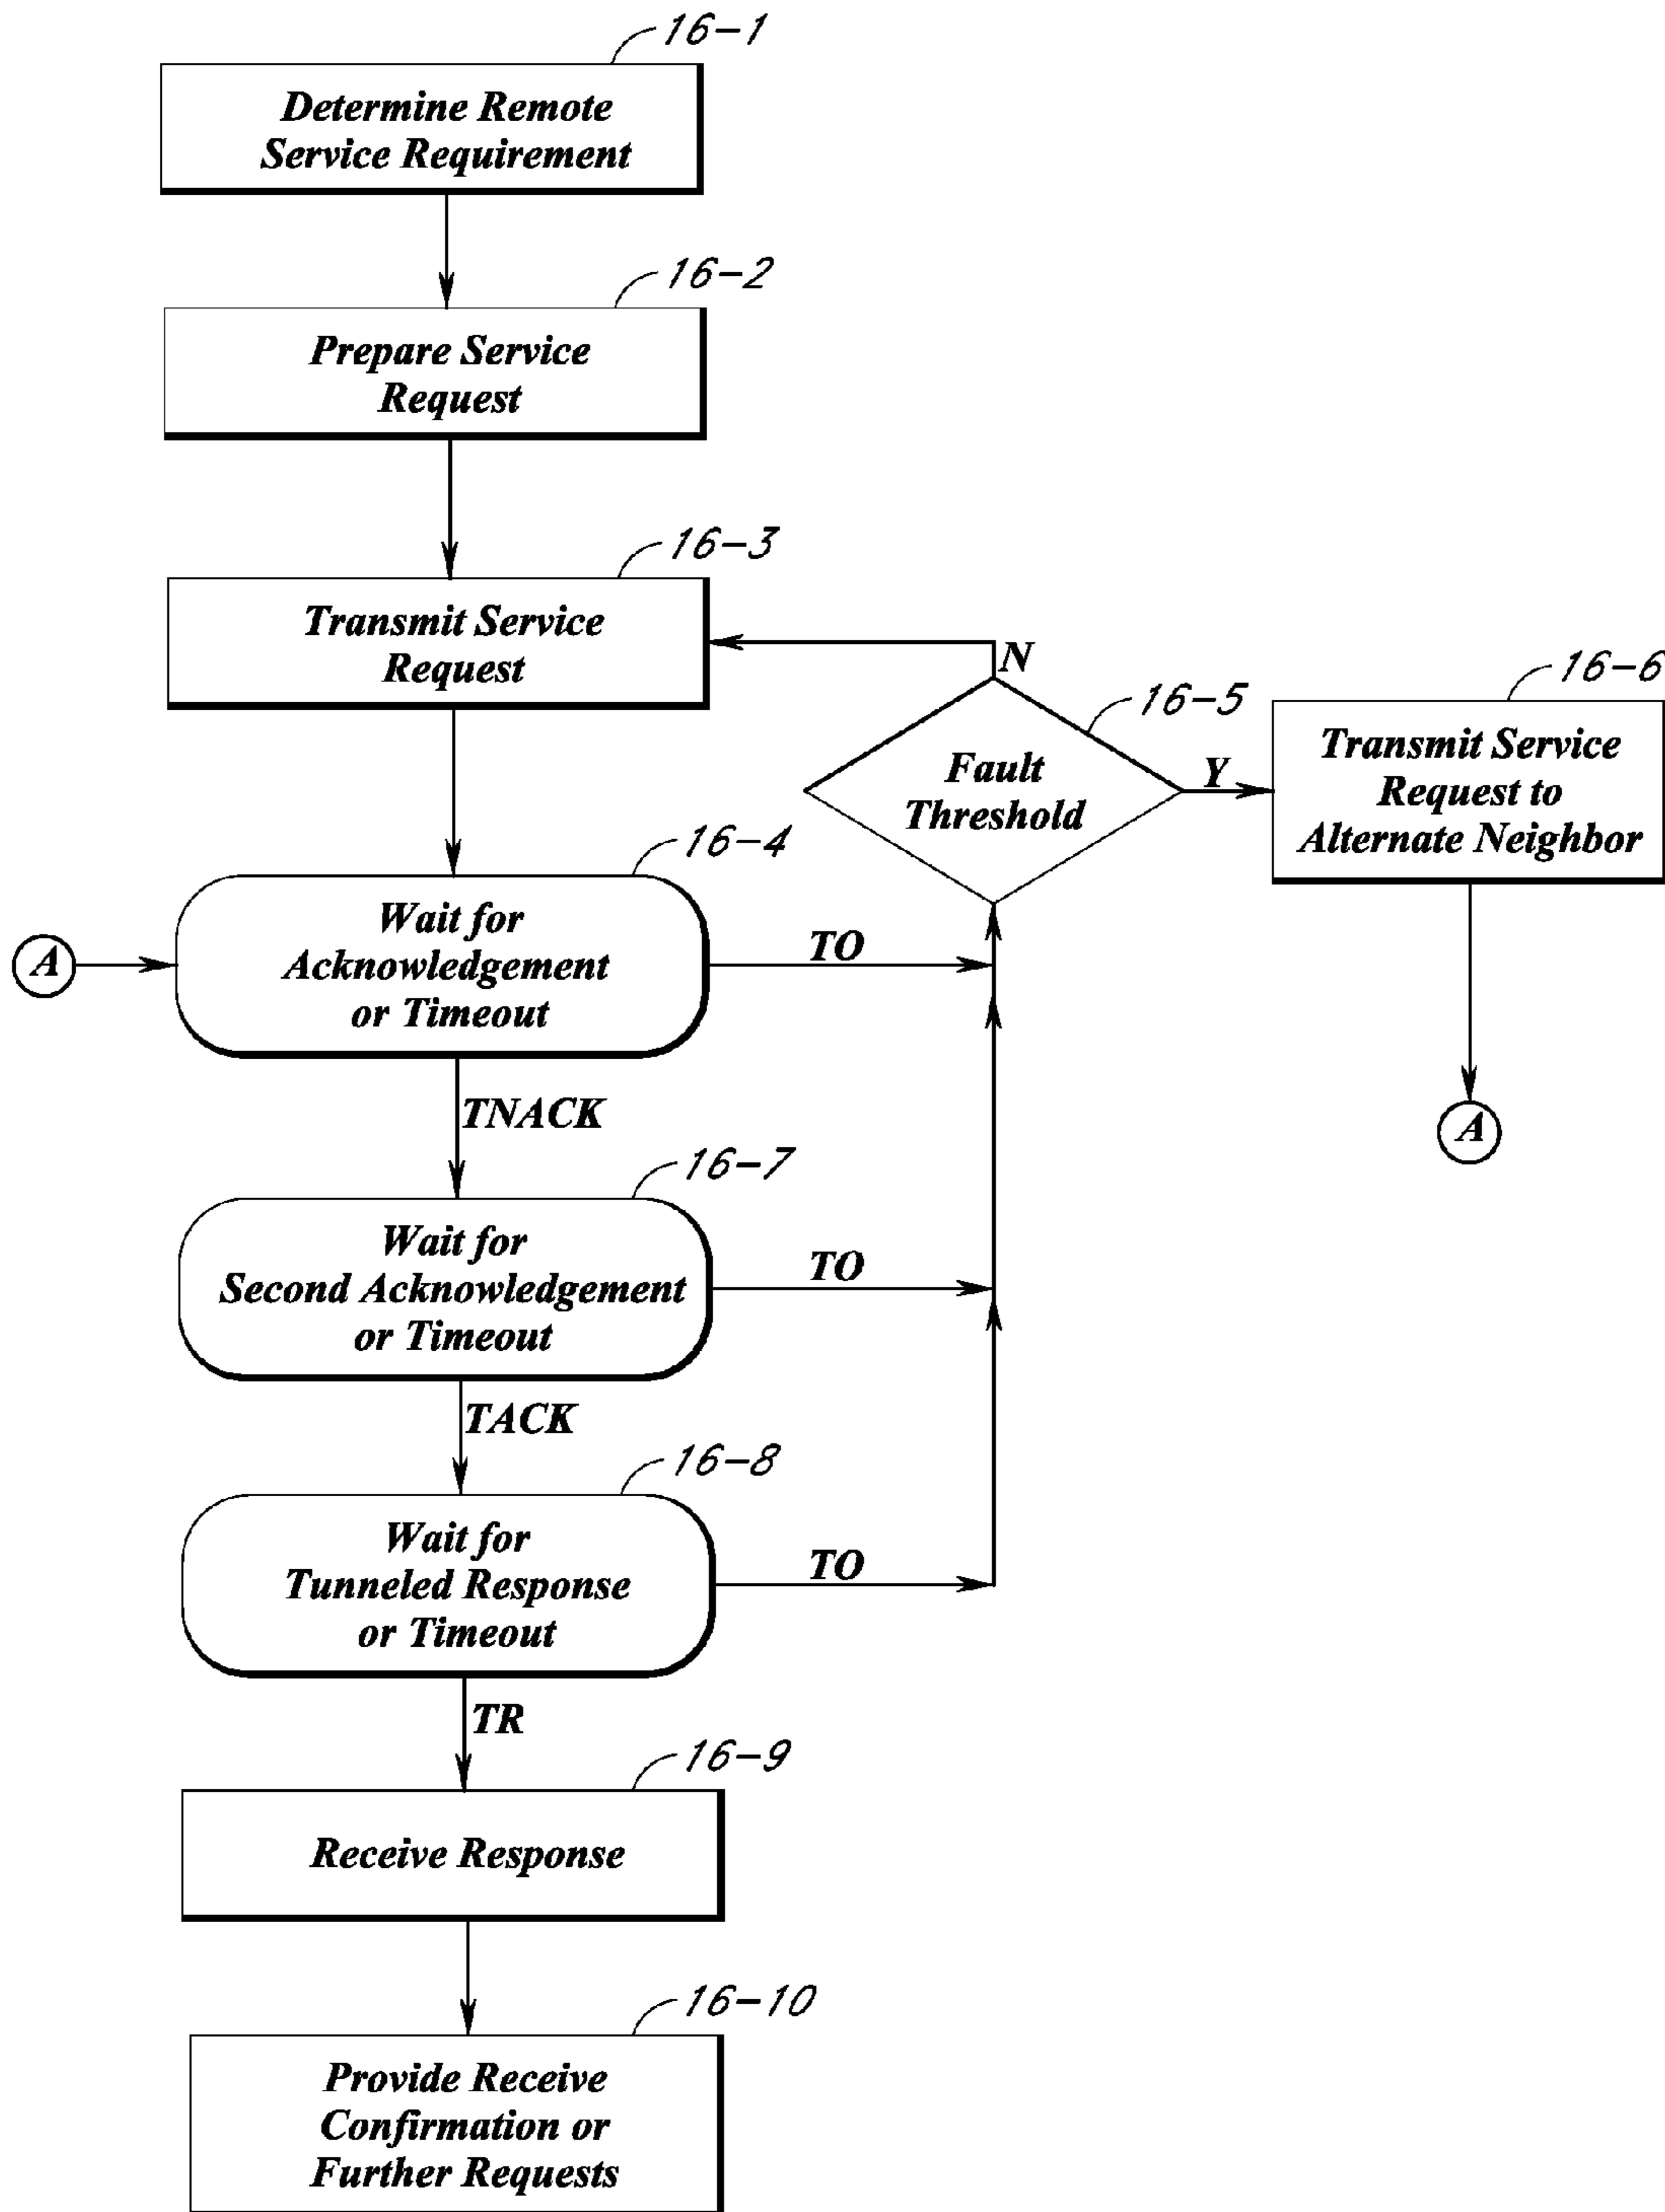 16-1
Determine Remote
Service Requirement
16-2
Prepare Service
Request
16-3
Transmit Service
Request
N
16-5
Fault
Threshold
Y
16-6
Transmit Service
Request to
Alternate Neighbor
A
16-4
Wait for
Acknowledgement
or Timeout
TO
A
TNACK
16-7
Wait for
Second Acknowledgement
or Timeout
TO
TACK
16-8
Wait for
Tunneled Response
or Timeout
TO
TR
16-9
Receive Response
16-10
Provide Receive
Confirmation or
Further Requests